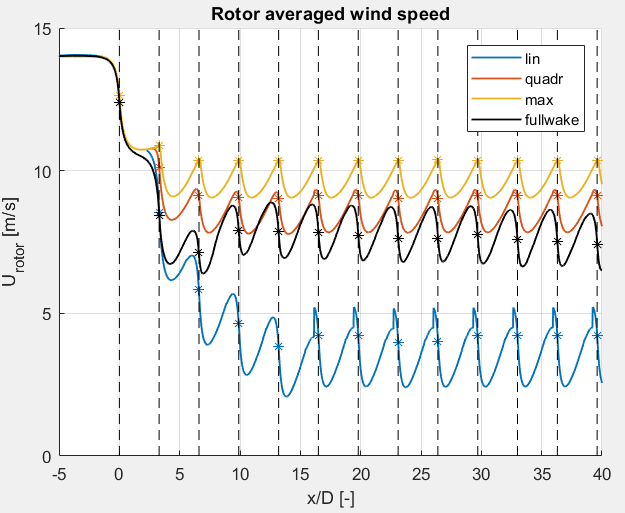 Rotor averaged wind speed
15
10
5
0
U_rotor [m/s]
lin
quadr
max
fullwake
-5 0 5 10 15 20 25 30 35 40
x/D [-]